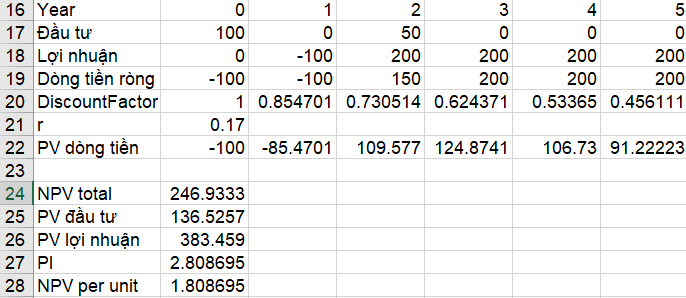 16 Year 0 1 2 3 4 5
17 Đầu tư 100 0 50 0 0 0
18 Lợi nhuận 0 -100 200 200 200 200
19 Dòng tiền ròng -100 -100 150 200 200 200
20 DiscountFactor 1 0.854701 0.730514 0.624371 0.53365 0.456111
21 r 0.17
22 PV dòng tiền -100 -85.4701 109.577 124.8741 106.73 91.22223
23
24 NPV total 246.9333
25 PV đầu tư 136.5257
26 PV lợi nhuận 383.459
27 PI 2.808695
28 NPV per unit 1.808695